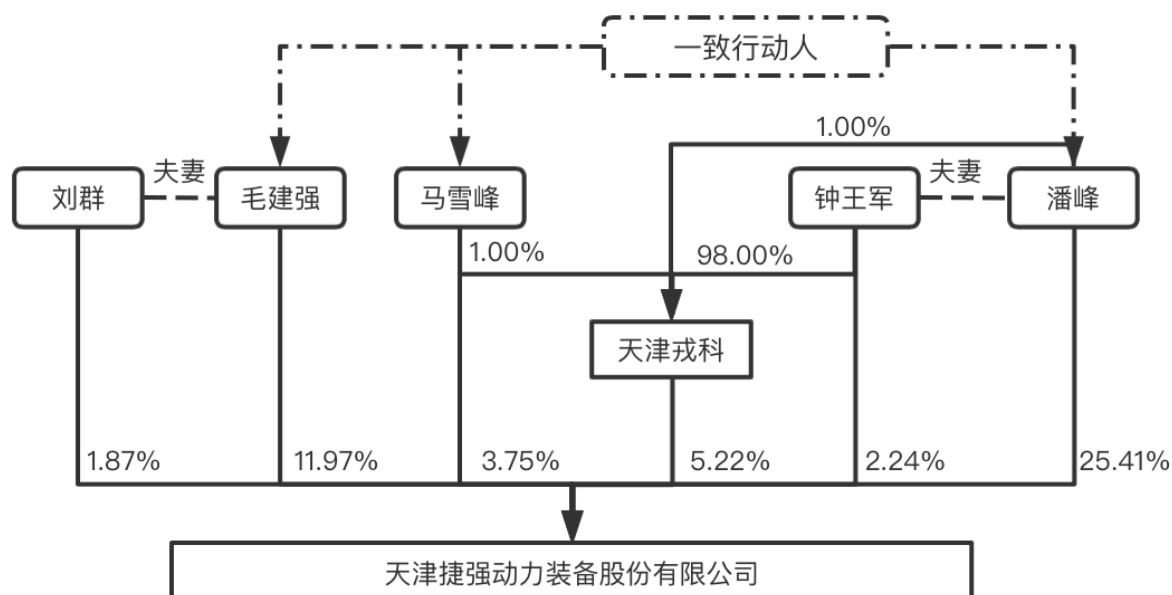 一致行动人
1.00%
夫妻
夫妻
刘群
毛建强
马雪峰
钟王军
潘峰
1.00%
98.00%
天津戎科
1.87%
11.97%
3.75%
5.22%
2.24%
25.41%
天津捷强动力装备股份有限公司